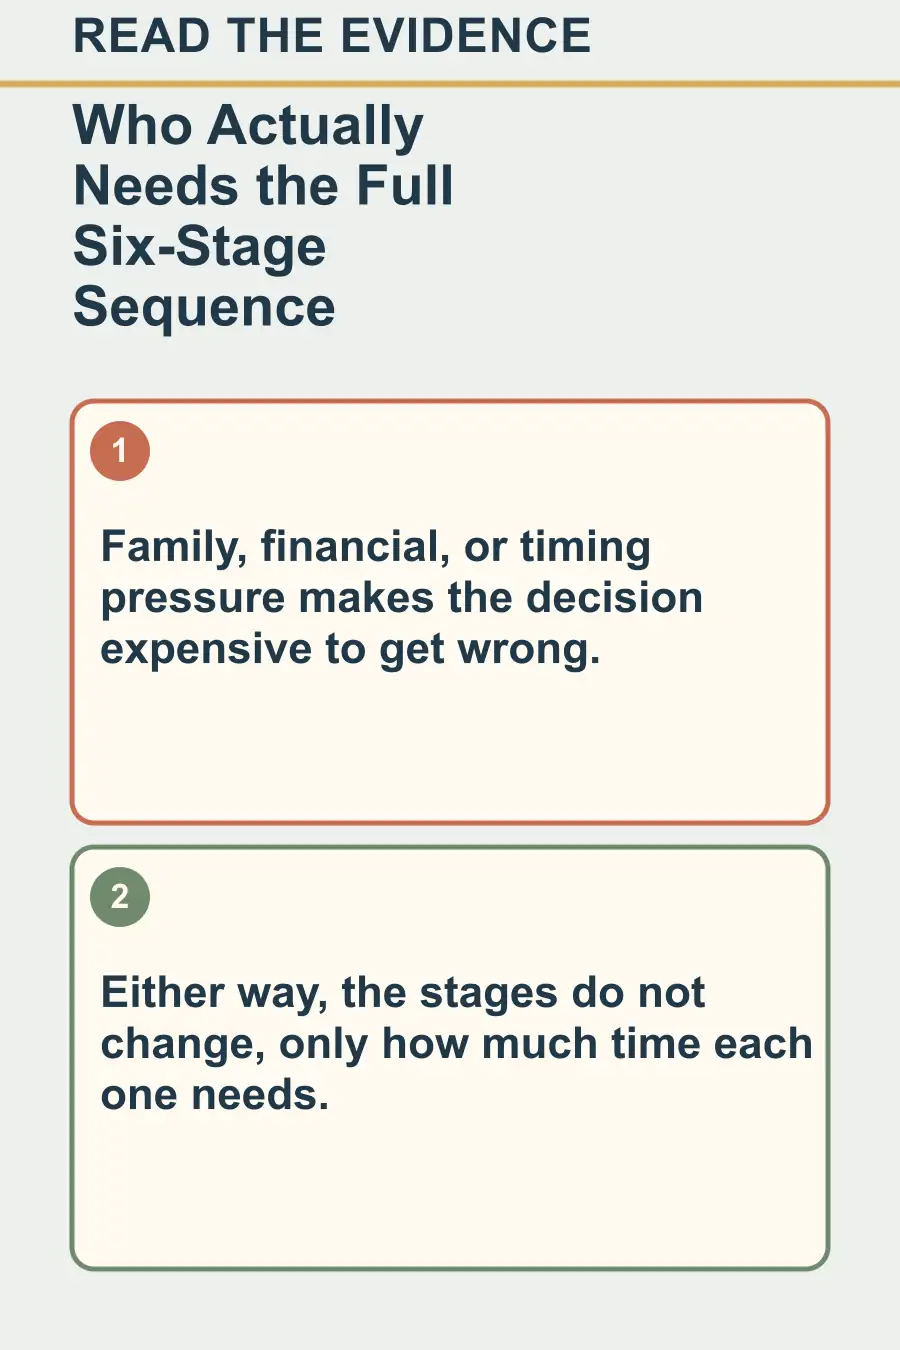 READ THE EVIDENCE
Who Actually
Needs the Full
Six-Stage
Sequence
1
Family, financial, or timing
pressure makes the decision
expensive to get wrong.
2
Either way, the stages do not
change, only how much time each
one needs.